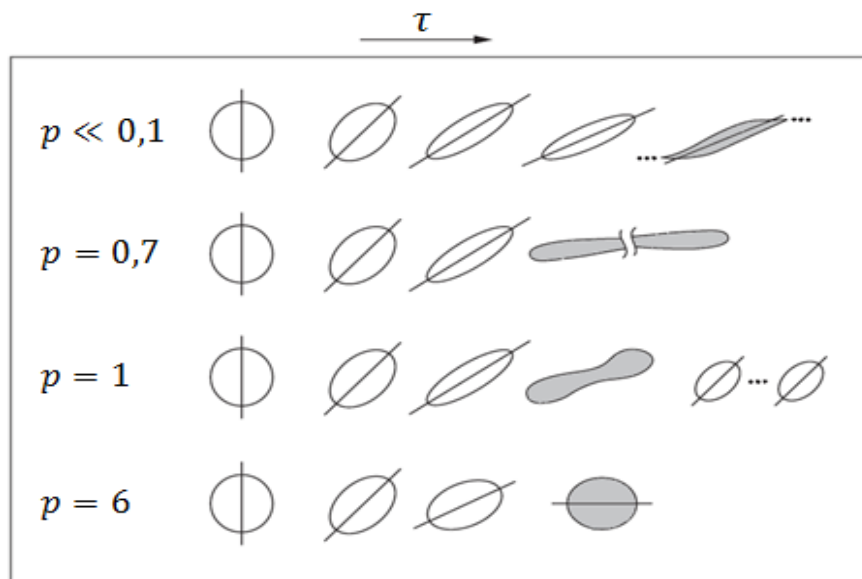 τ
p ≪ 0,1
p = 0,7
p = 1
p = 6